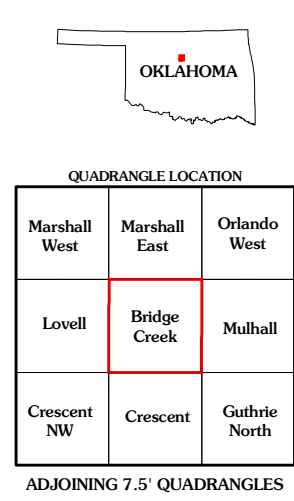 OKLAHOMA
QUADRANGLE LOCATION
Marshall West
Marshall East
Orlando West
Lovell
Bridge Creek
Mulhall
Crescent NW
Crescent
Guthrie North
ADJOINING 7.5' QUADRANGLES